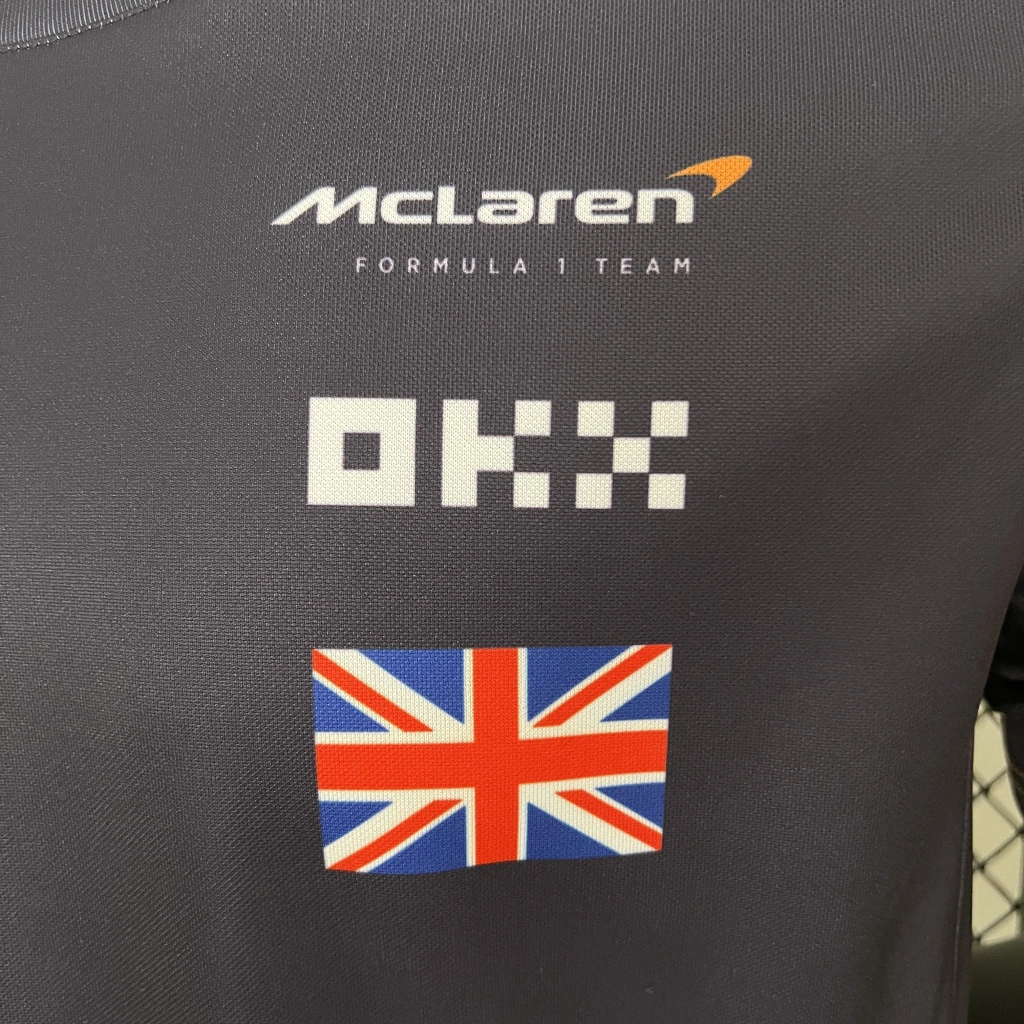 McLaren
FORMULA 1 TEAM
OKX